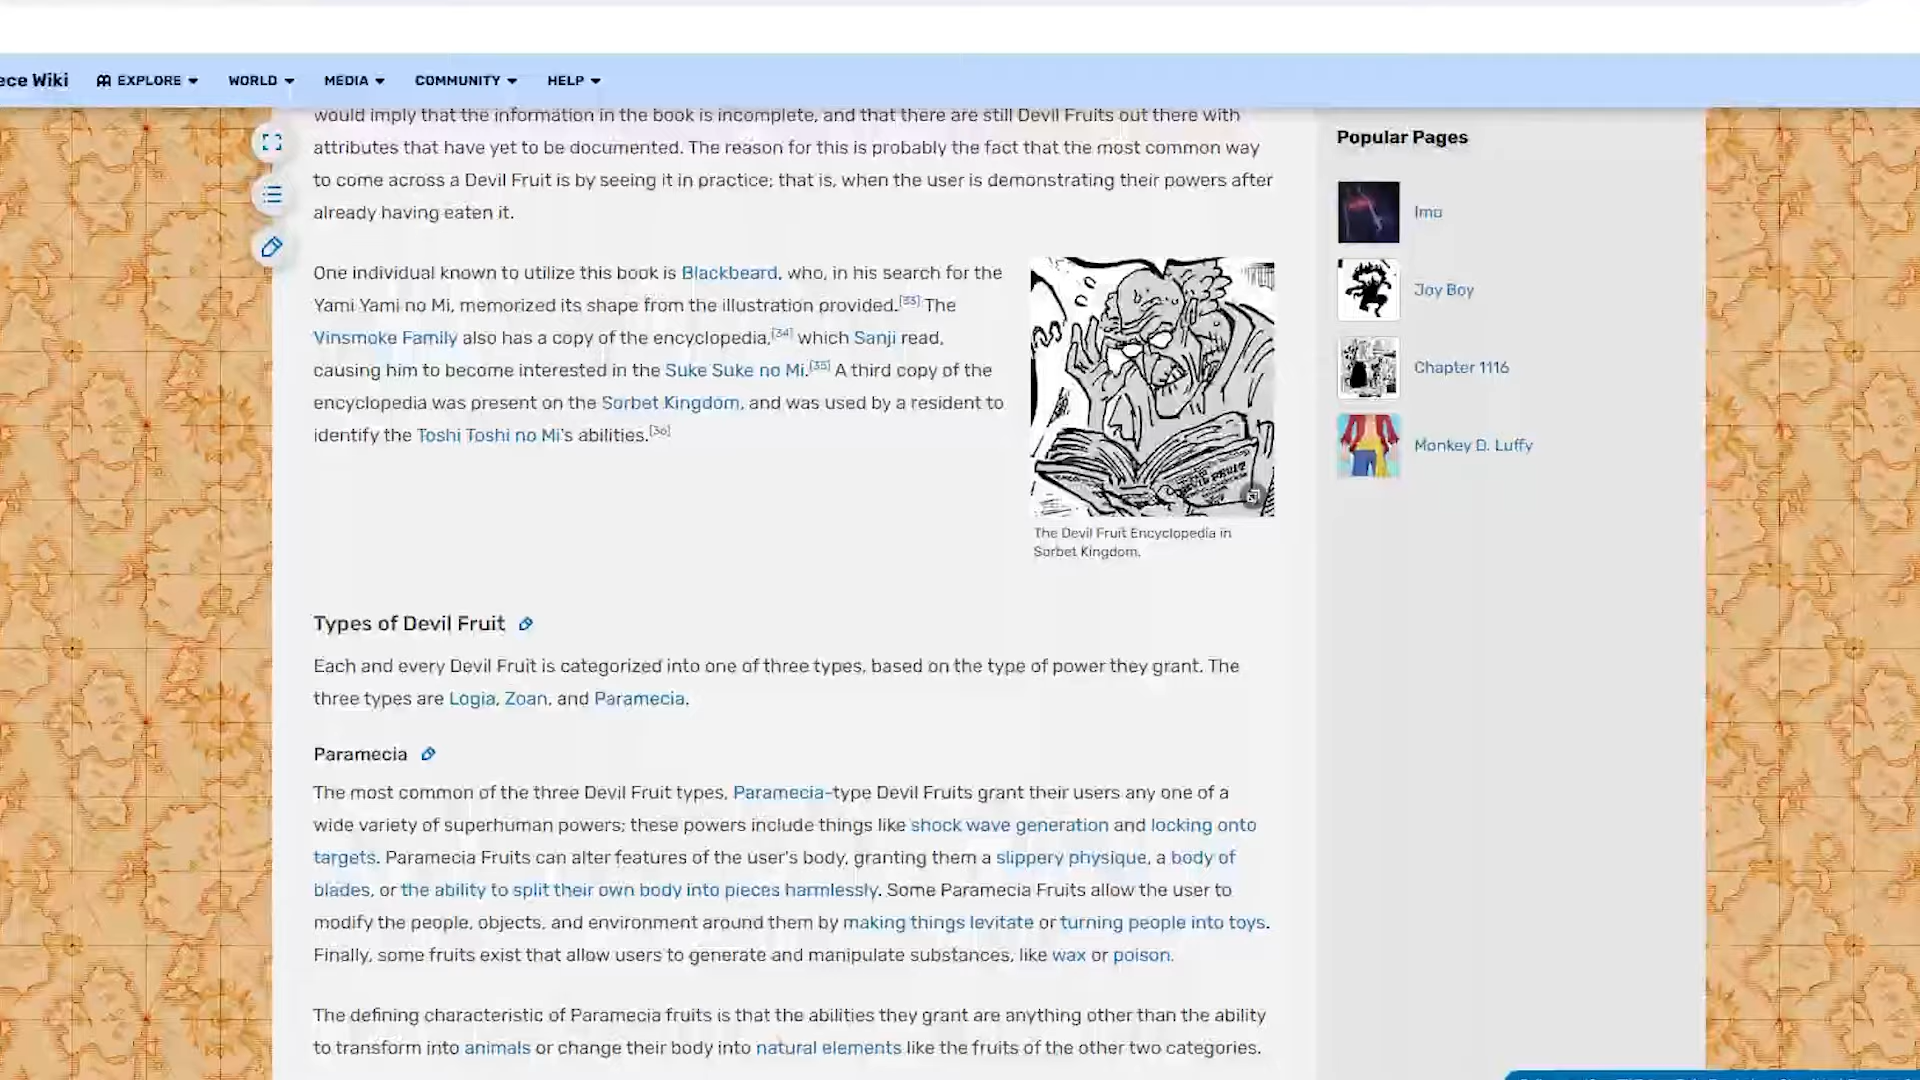 ece Wiki EXPLORE WORLD MEDIA COMMUNITY HELP
would imply that the information in the book is incomplete, and that there are still Devil Fruits out there with
attributes that have yet to be documented. The reason for this is probably the fact that the most common way
to come across a Devil Fruit is by seeing it in practice; that is, when the user is demonstrating their powers after
already having eaten it.
One individual known to utilize this book is Blackbeard, who, in his search for the
Yami Yami no Mi, memorized its shape from the illustration provided.[33] The
Vinsmoke Family also has a copy of the encyclopedia,[34] which Sanji read,
causing him to become interested in the Suke Suke no Mi.[35] A third copy of the
encyclopedia was present on the Sorbet Kingdom, and was used by a resident to
identify the Toshi Toshi no Mi's abilities.[36]
DEVIL FRUIT
The Devil Fruit Encyclopedia in
Sorbet Kingdom.
Types of Devil Fruit
Each and every Devil Fruit is categorized into one of three types, based on the type of power they grant. The
three types are Logia, Zoan, and Paramecia.
Paramecia
The most common of the three Devil Fruit types, Paramecia-type Devil Fruits grant their users any one of a
wide variety of superhuman powers; these powers include things like shock wave generation and locking onto
targets. Paramecia Fruits can alter features of the user's body, granting them a slippery physique, a body of
blades, or the ability to split their own body into pieces harmlessly. Some Paramecia Fruits allow the user to
modify the people, objects, and environment around them by making things levitate or turning people into toys.
Finally, some fruits exist that allow users to generate and manipulate substances, like wax or poison.
The defining characteristic of Paramecia fruits is that the abilities they grant are anything other than the ability
to transform into animals or change their body into natural elements like the fruits of the other two categories.
Popular Pages
Imu
Joy Boy
Chapter 1116
Monkey D. Luffy